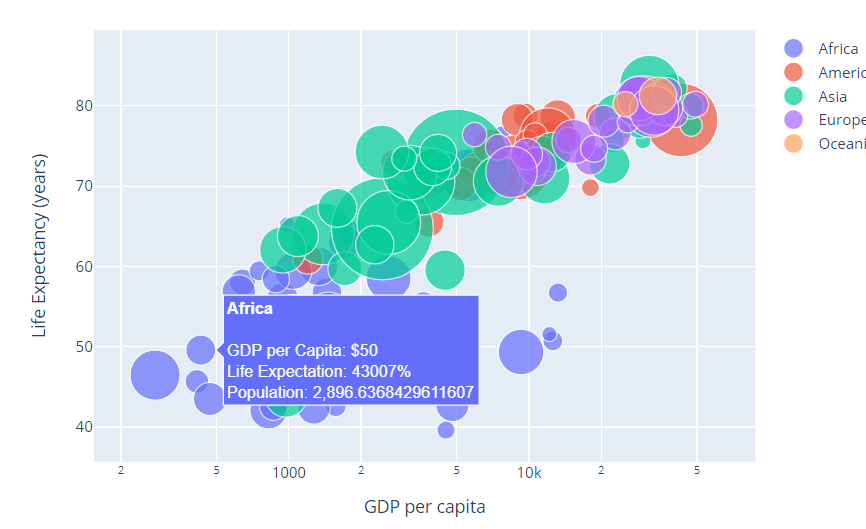 Africa
Americ
Asia
Europe
Oceani
Life Expectancy (years)
80
70
60
50
40
Africa
GDP per Capita: $50
Life Expectation: 43007%
Population: 2,896.6368429611607
2 5 1000 2 5 10k 2 5
GDP per capita